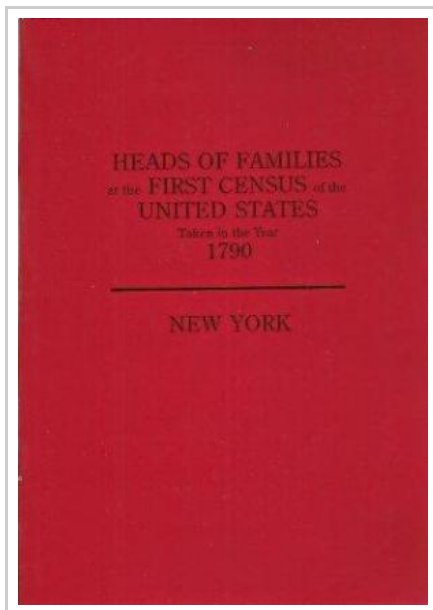 HEADS OF FAMILIES
at the FIRST CENSUS of the
UNITED STATES
Taken in the Year
1790
NEW YORK